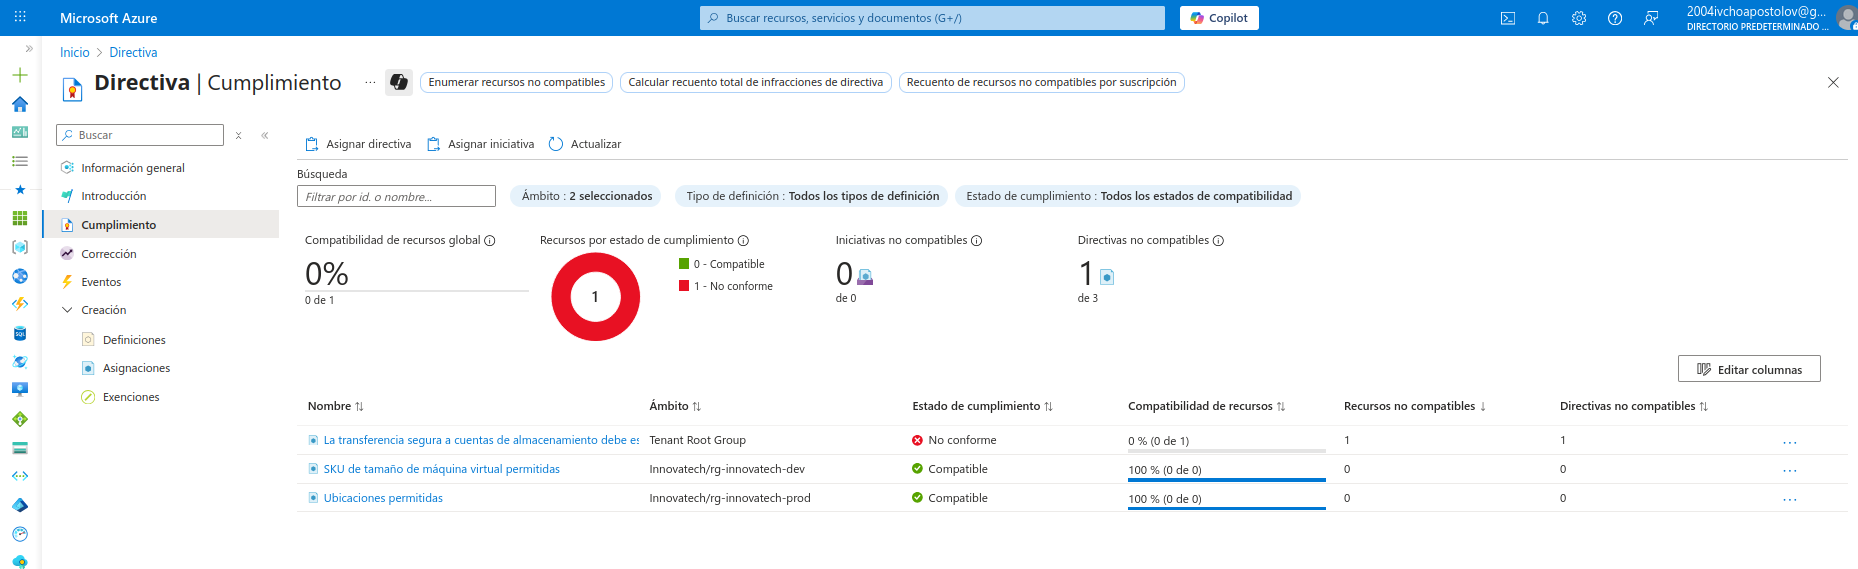 Microsoft Azure
Buscar recursos, servicios y documentos (G+/)
Copilot
2004ivchoapostolov@g...
DIRECTORIO PREDETERMINADO ...
Inicio > Directiva
Directiva | Cumplimiento
...
Enumerar recursos no compatibles
Calcular recuento total de infracciones de directiva
Recuento de recursos no compatibles por suscripción
Buscar
Información general
Introducción
Cumplimiento
Corrección
Eventos
Creación
Definiciones
Asignaciones
Exenciones
Asignar directiva
Asignar iniciativa
Actualizar
Búsqueda
Filtrar por id. o nombre...
Ámbito : 2 seleccionados
Tipo de definición : Todos los tipos de definición
Estado de cumplimiento : Todos los estados de compatibilidad
Compatibilidad de recursos global
0%
0 de 1
Recursos por estado de cumplimiento
1
0 - Compatible
1 - No conforme
Iniciativas no compatibles
0
de 0
Directivas no compatibles
1
de 3
Editar columnas
Nombre Ámbito Estado de cumplimiento Compatibilidad de recursos Recursos no compatibles Directivas no compatibles
La transferencia segura a cuentas de almacenamiento debe es Tenant Root Group No conforme 0 % (0 de 1) 1 1 ...
SKU de tamaño de máquina virtual permitidas Innovatech/rg-innovatech-dev Compatible 100 % (0 de 0) 0 0 ...
Ubicaciones permitidas Innovatech/rg-innovatech-prod Compatible 100 % (0 de 0) 0 0 ...